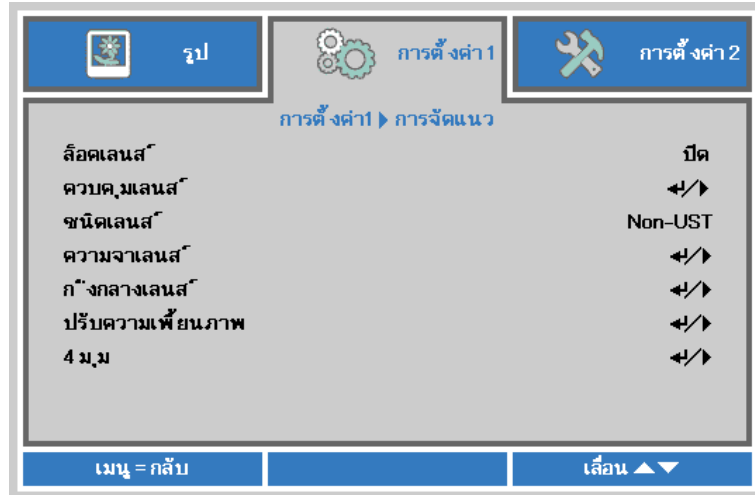 รูป
การตั้งค่า 1
การตั้งค่า 2
การตั้งค่า1 ▶ การจัดแนว
ล็อคเลนส์ ปิด
ควบคุมเลนส์ ↵/▶
ชนิดเลนส์ Non-UST
ความจาเลนส์ ↵/▶
กึ่งกลางเลนส์ ↵/▶
ปรับความเพี้ยนภาพ ↵/▶
4 มุม ↵/▶
เมนู = กลับ
เลื่อน ▲▼